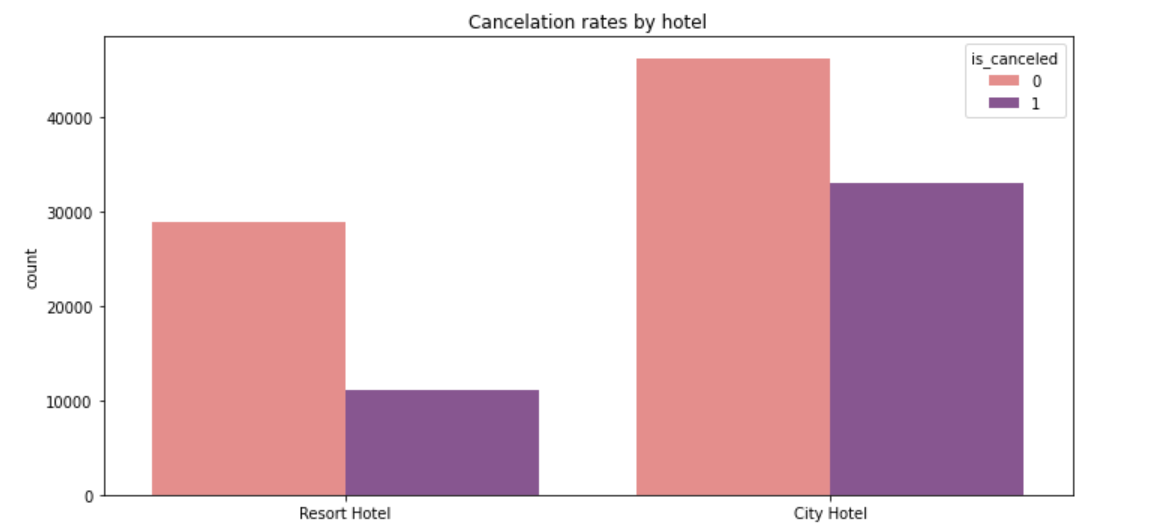 Cancelation rates by hotel
is_canceled
0
1
40000
30000
20000
10000
0
count
Resort Hotel
City Hotel